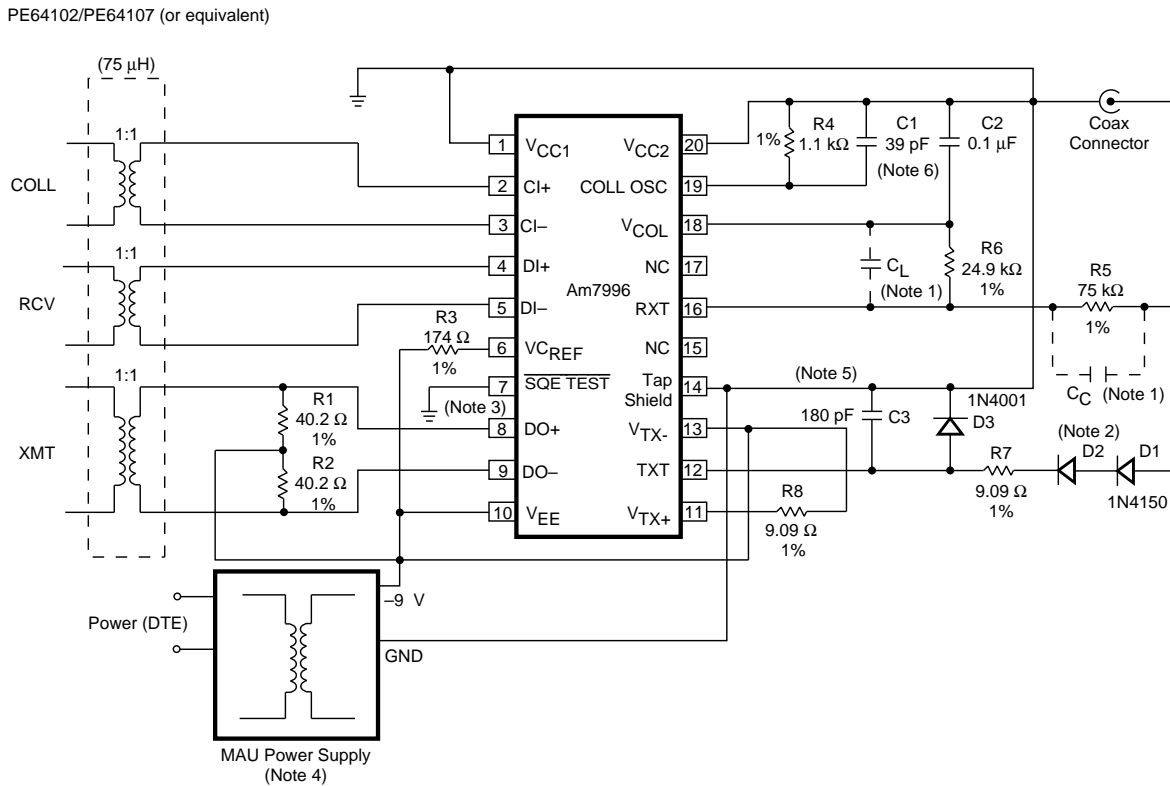 PE64102/PE64107 (or equivalent)
(75 μH)
1:1
COLL
1:1
RCV
1:1
XMT
R1
40.2 Ω
1%
R2
40.2 Ω
1%
R3
174 Ω
1%
(Note 3)
1 VCC1
2 CI+
3 CI–
4 DI+
5 DI–
6 VCREF
7 SQE TEST
8 DO+
9 DO–
10 VEE
Am7996
VCC2 20
COLL OSC 19
VCOL 18
NC 17
RXT 16
NC 15
Tap Shield 14
VTX- 13
TXT 12
VTX+ 11
1%
R4
1.1 kΩ
C1
39 pF
(Note 6)
C2
0.1 μF
Coax
Connector
CL
(Note 1)
R6
24.9 kΩ
1%
R5
75 kΩ
1%
CC (Note 1)
(Note 5)
180 pF
C3
1N4001
D3
(Note 2)
D2
D1
1N4150
R7
9.09 Ω
1%
R8
9.09 Ω
1%
Power (DTE)
–9 V
GND
MAU Power Supply
(Note 4)